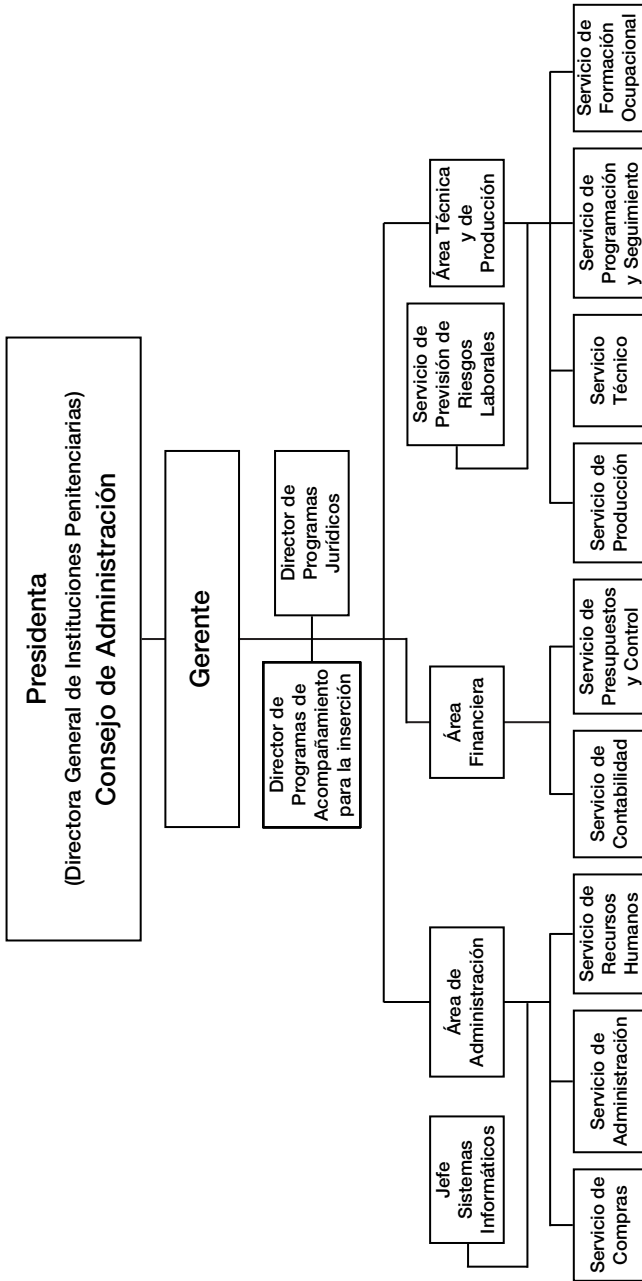 Presidenta
(Directora General de Instituciones Penitenciarias)
Consejo de Administración
Gerente
Director de
Programas de
Acompañamiento
para la inserción
Director de
Programas
Jurídicos
Área de
Administración
Área
Financiera
Área Técnica
y de
Producción
Jefe
Sistemas
Informáticos
Servicio de
Previsión de
Riesgos
Laborales
Servicio de
Compras
Servicio de
Administración
Servicio de
Recursos
Humanos
Servicio de
Contabilidad
Servicio de
Presupuestos
y Control
Servicio de
Producción
Servicio
Técnico
Servicio de
Programación
y Seguimiento
Servicio de
Formación
Ocupacional